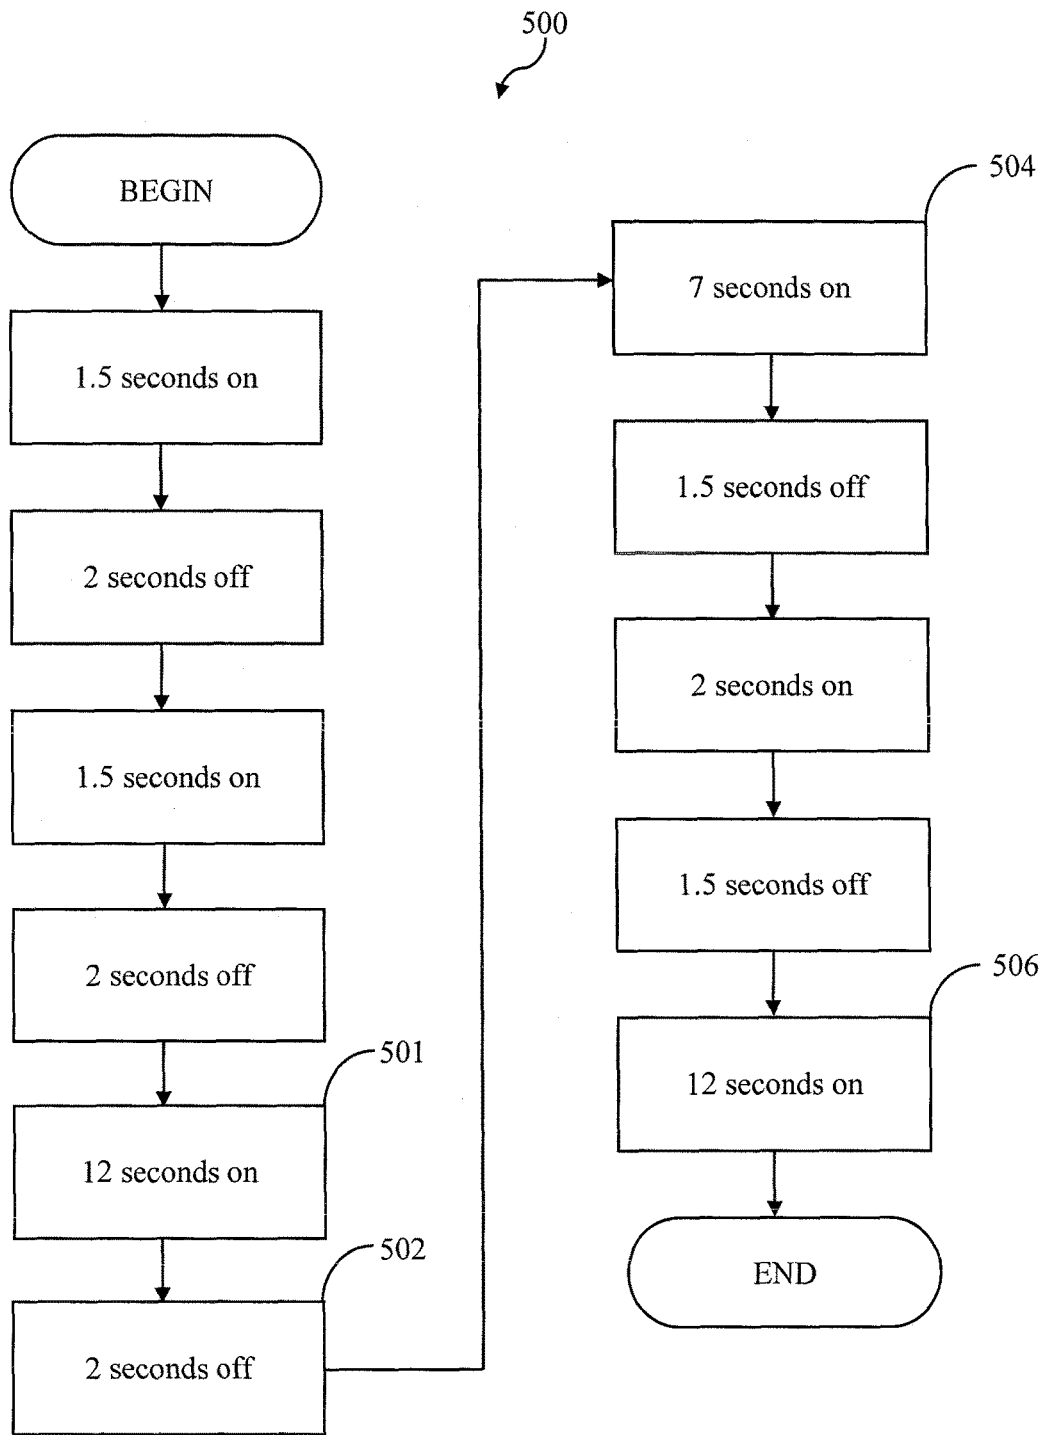 500
BEGIN
1.5 seconds on
2 seconds off
1.5 seconds on
2 seconds off
501
12 seconds on
502
2 seconds off
504
7 seconds on
1.5 seconds off
2 seconds on
1.5 seconds off
506
12 seconds on
END